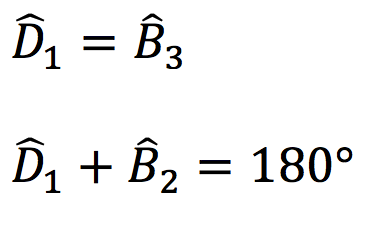 D̂₁ = B̂₃
D̂₁ + B̂₂ = 180°